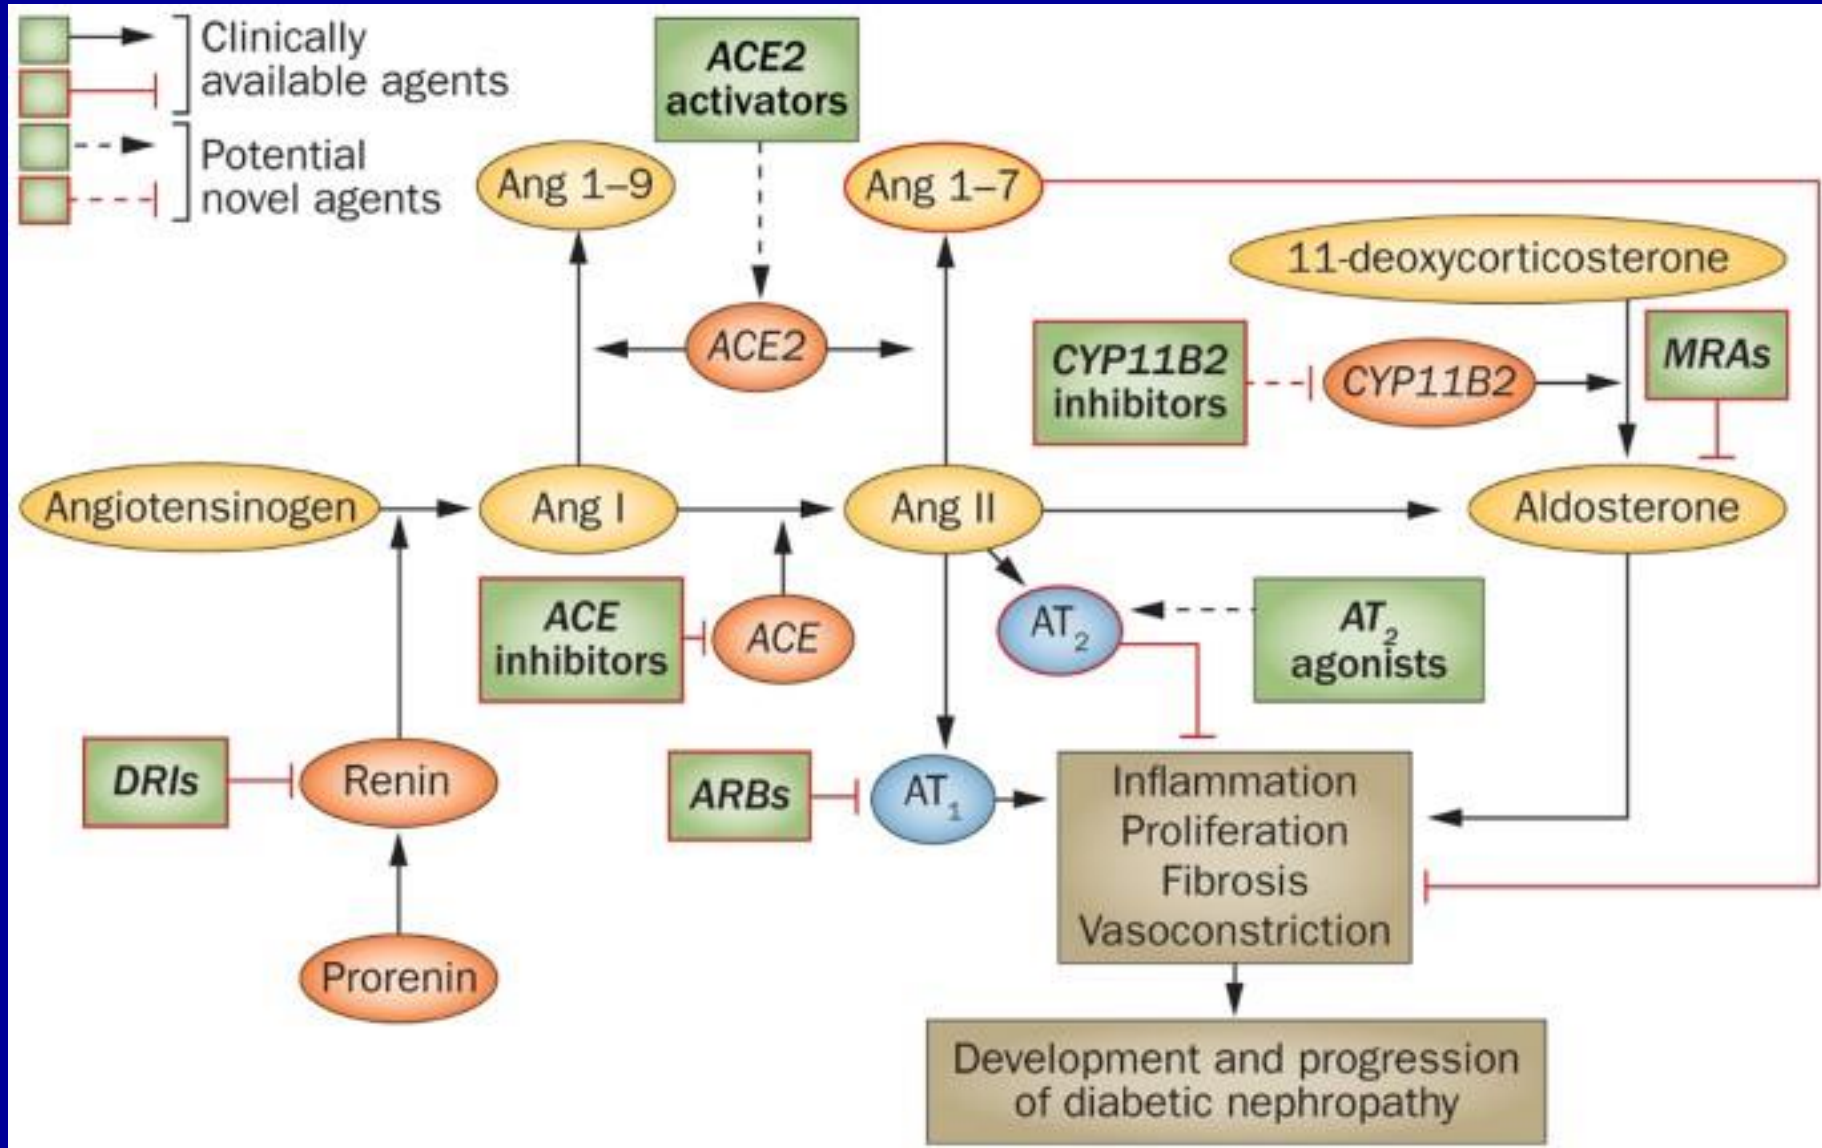 Clinically
available agents
Potential
novel agents
ACE2
activators
Ang 1–9
Ang 1–7
11-deoxycorticosterone
ACE2
CYP11B2
inhibitors
CYP11B2
MRAs
Angiotensinogen
Ang I
Ang II
Aldosterone
ACE
inhibitors
ACE
AT2
AT2
agonists
DRIs
Renin
ARBs
AT1
Inflammation
Proliferation
Fibrosis
Vasoconstriction
Prorenin
Development and progression
of diabetic nephropathy